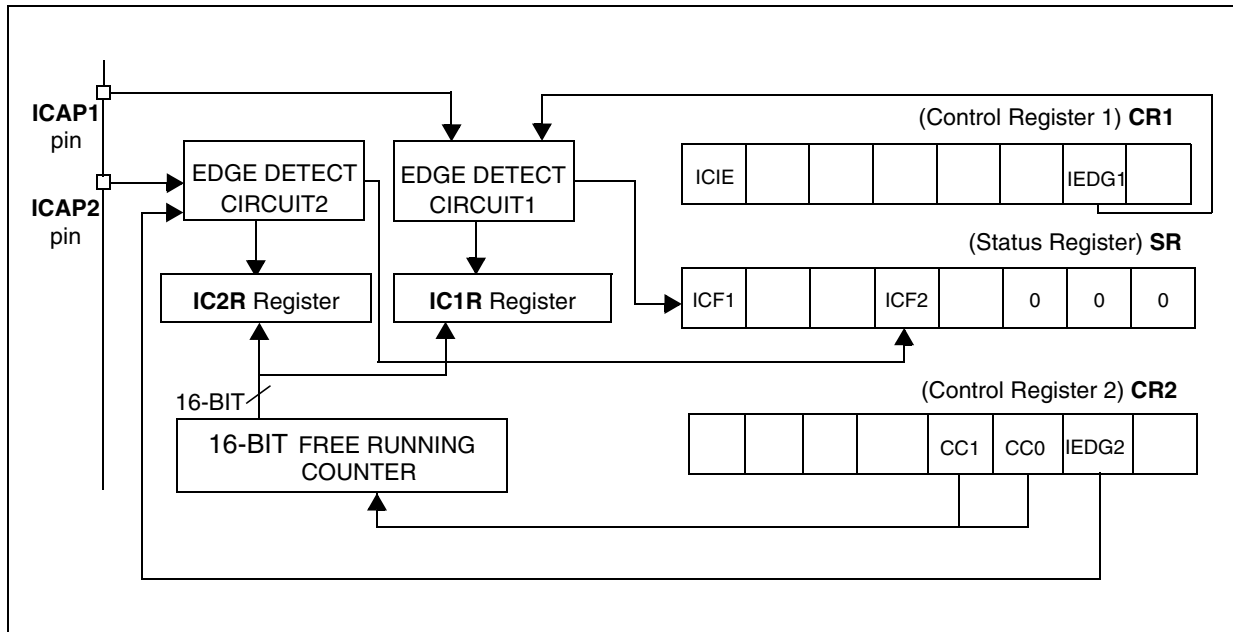 ICAP1
pin
ICAP2
pin
EDGE DETECT
CIRCUIT2
EDGE DETECT
CIRCUIT1
IC2R Register
IC1R Register
16-BIT
16-BIT FREE RUNNING
COUNTER
(Control Register 1) CR1
ICIE IEDG1
(Status Register) SR
ICF1 ICF2 0 0 0
(Control Register 2) CR2
CC1 CC0 IEDG2